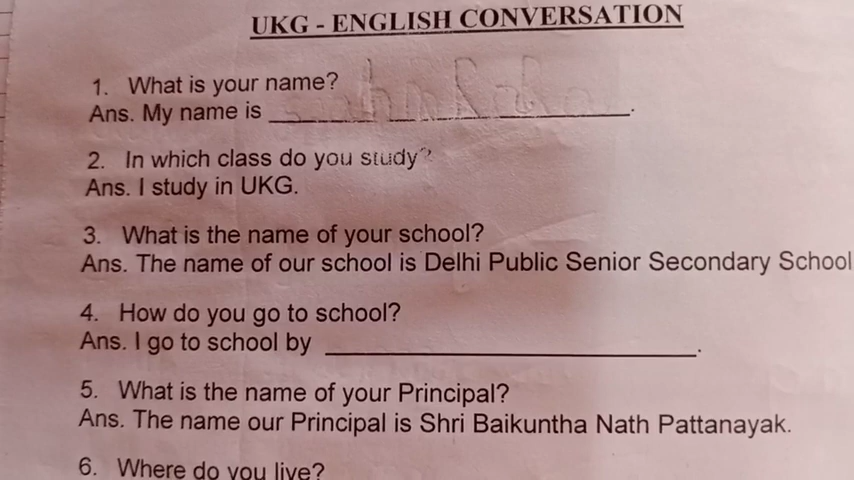 UKG - ENGLISH CONVERSATION
1. What is your name?
Ans. My name is ____________________.
2. In which class do you study?
Ans. I study in UKG.
3. What is the name of your school?
Ans. The name of our school is Delhi Public Senior Secondary School
4. How do you go to school?
Ans. I go to school by ____________________.
5. What is the name of your Principal?
Ans. The name our Principal is Shri Baikuntha Nath Pattanayak.
6. Where do you live?